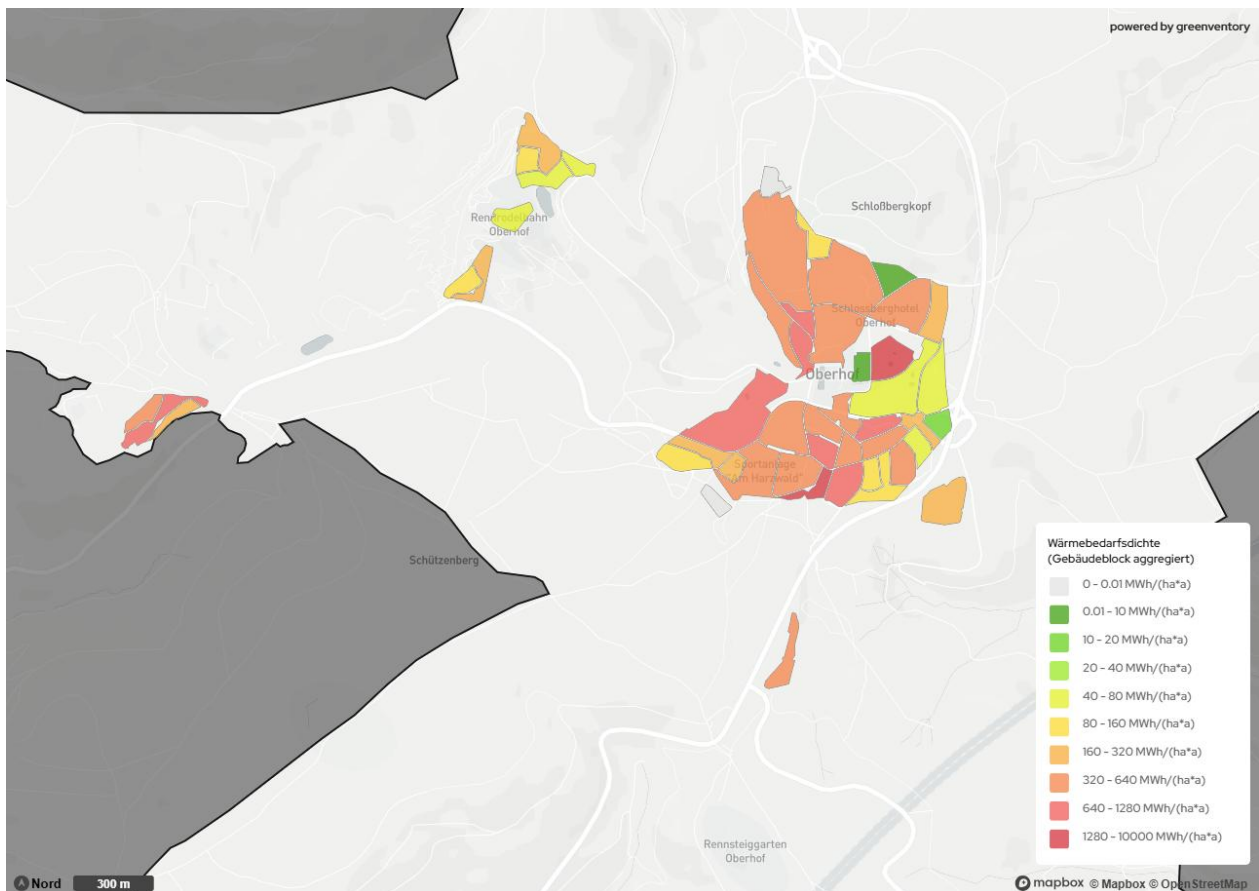 powered by greenventory
Schloßbergkopf
Rennrodelbahn
Oberhof
Schlossberghotel
Oberhof
Oberhof
Sportanlage
"Am Harzwald"
Schützenberg
Rennsteiggarten
Oberhof
Wärmebedarfsdichte
(Gebäudeblock aggregiert)
0 - 0.01 MWh/(ha*a)
0.01 - 10 MWh/(ha*a)
10 - 20 MWh/(ha*a)
20 - 40 MWh/(ha*a)
40 - 80 MWh/(ha*a)
80 - 160 MWh/(ha*a)
160 - 320 MWh/(ha*a)
320 - 640 MWh/(ha*a)
640 - 1280 MWh/(ha*a)
1280 - 10000 MWh/(ha*a)
Nord 300 m
mapbox © Mapbox © OpenStreetMap